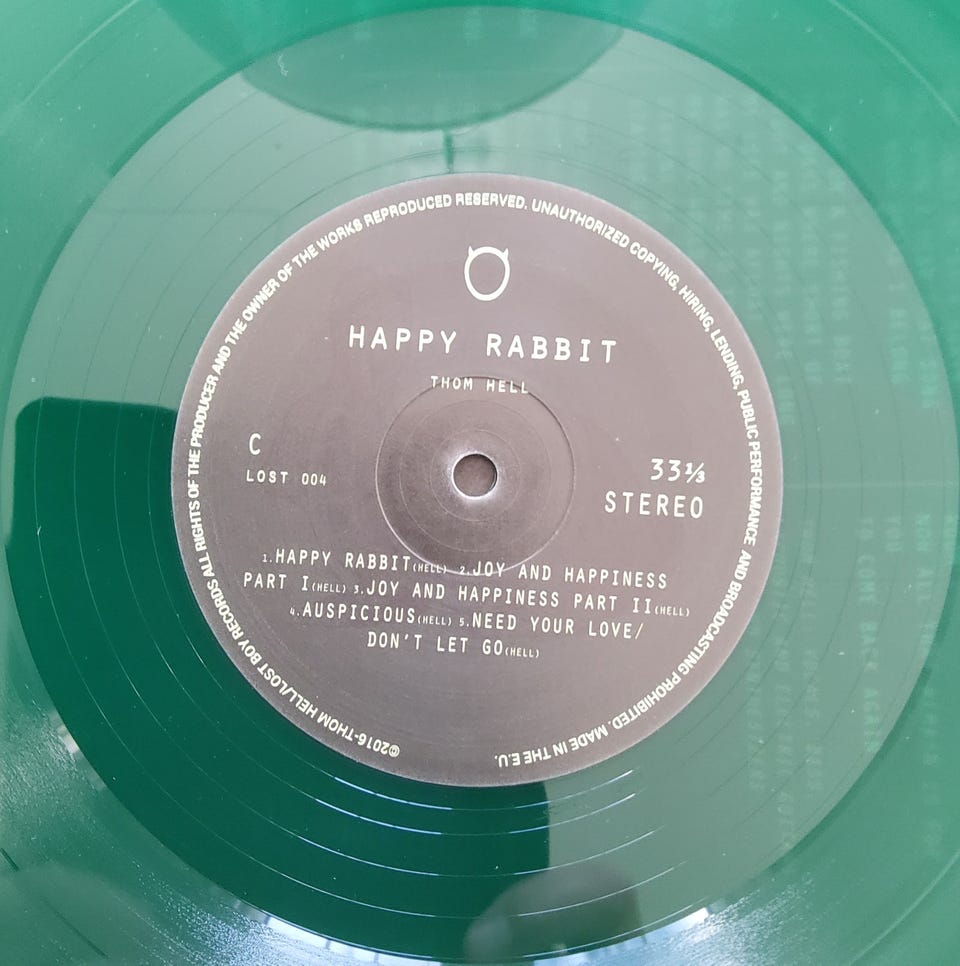 HAPPY RABBIT
THOM HELL
C
LOST 004
33⅓
STEREO
1.HAPPY RABBIT(HELL) 2.JOY AND HAPPINESS
PART I(HELL) 3.JOY AND HAPPINESS PART II(HELL)
4.AUSPICIOUS(HELL) 5.NEED YOUR LOVE/
DON'T LET GO(HELL)
©2016-THOM HELL/LOST BOY RECORDS ALL RIGHTS OF THE PRODUCER AND THE OWNER OF THE WORKS REPRODUCED RESERVED. UNAUTHORIZED COPYING, HIRING, LENDING, PUBLIC PERFORMANCE AND BROADCASTING PROHIBITED. MADE IN THE E.U.